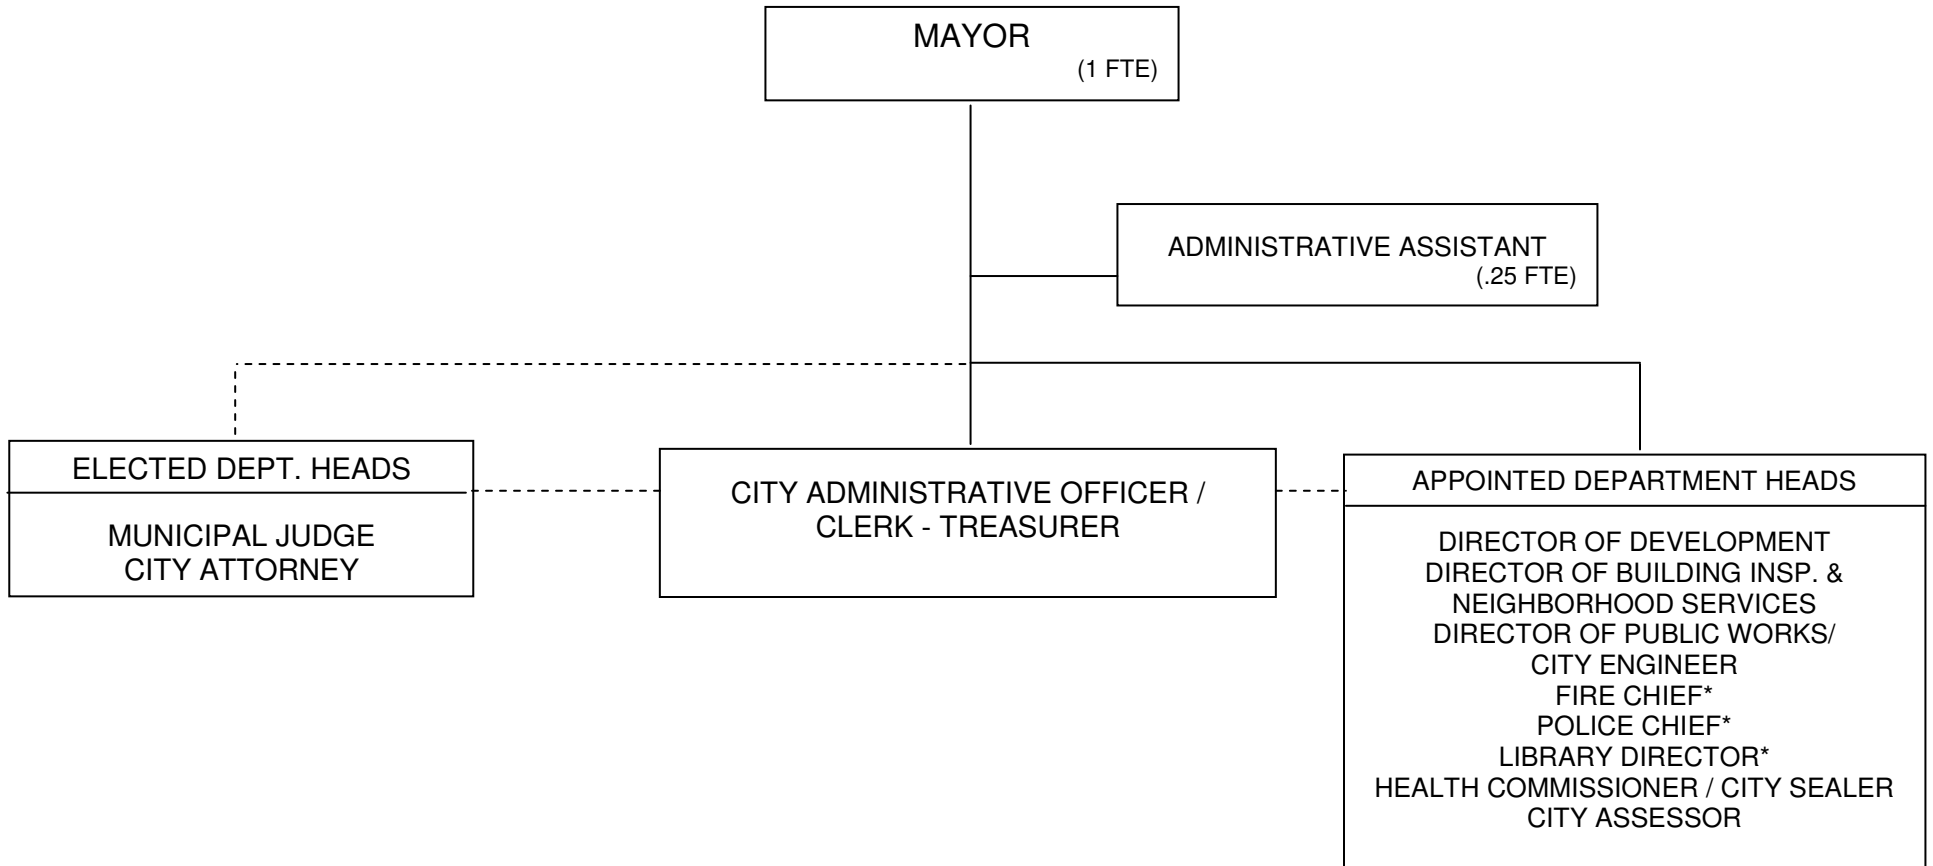 MAYOR
(1 FTE)
ADMINISTRATIVE ASSISTANT
(.25 FTE)
ELECTED DEPT. HEADS
MUNICIPAL JUDGE
CITY ATTORNEY
CITY ADMINISTRATIVE OFFICER /
CLERK - TREASURER
APPOINTED DEPARTMENT HEADS
DIRECTOR OF DEVELOPMENT
DIRECTOR OF BUILDING INSP. &
NEIGHBORHOOD SERVICES
DIRECTOR OF PUBLIC WORKS/
CITY ENGINEER
FIRE CHIEF*
POLICE CHIEF*
LIBRARY DIRECTOR*
HEALTH COMMISSIONER / CITY SEALER
CITY ASSESSOR